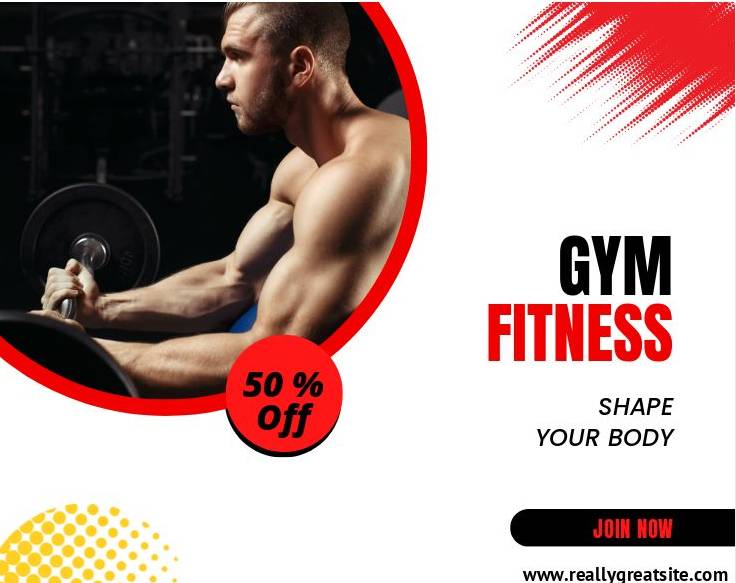 GYM
FITNESS
SHAPE
YOUR BODY
50 %
Off
JOIN NOW
www.reallygreatsite.com